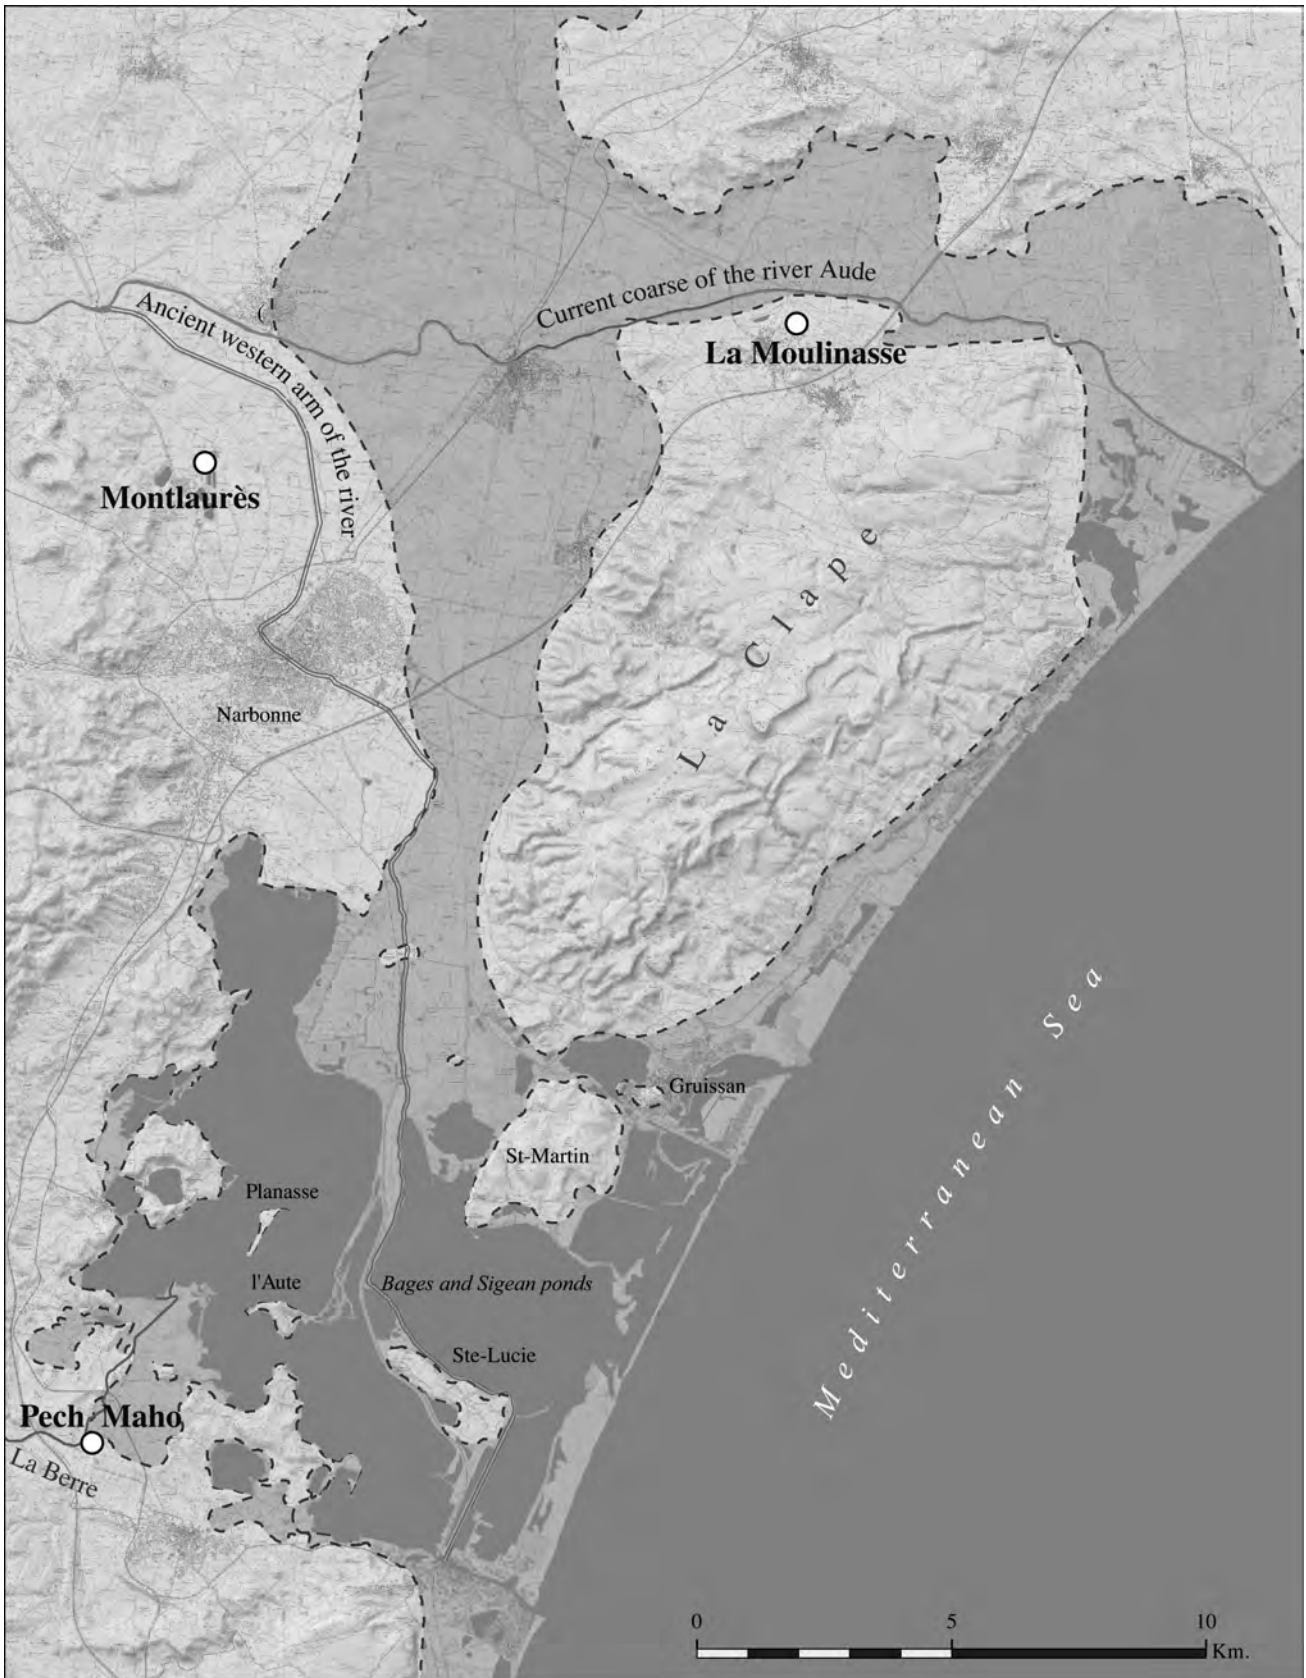 Current coarse of the river Aude
Ancient western arm of the river
La Moulinasse
Montlaurès
La Clape
Narbonne
Mediterranean Sea
Gruissan
St-Martin
Planasse
l'Aute
Bages and Sigean ponds
Ste-Lucie
Pech Maho
La Berre
0 5 10
Km.